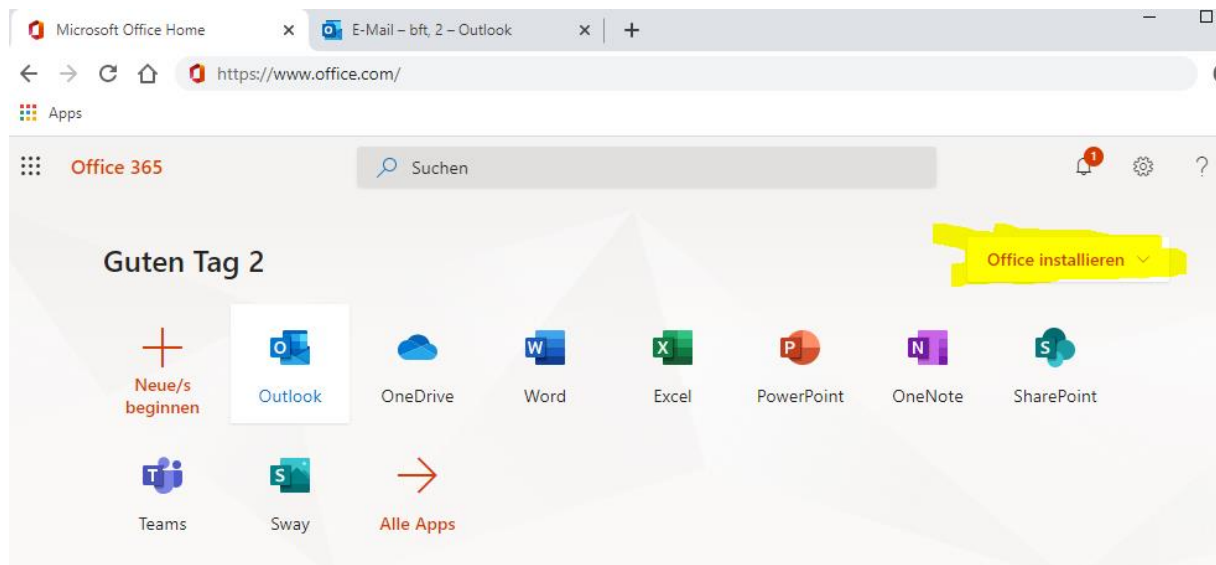 Microsoft Office Home
E-Mail – bft, 2 – Outlook
https://www.office.com/
Apps
Office 365
Suchen
1
?
Guten Tag 2
Office installieren
Neue/s
beginnen
Outlook
OneDrive
Word
Excel
PowerPoint
OneNote
SharePoint
Teams
Sway
Alle Apps